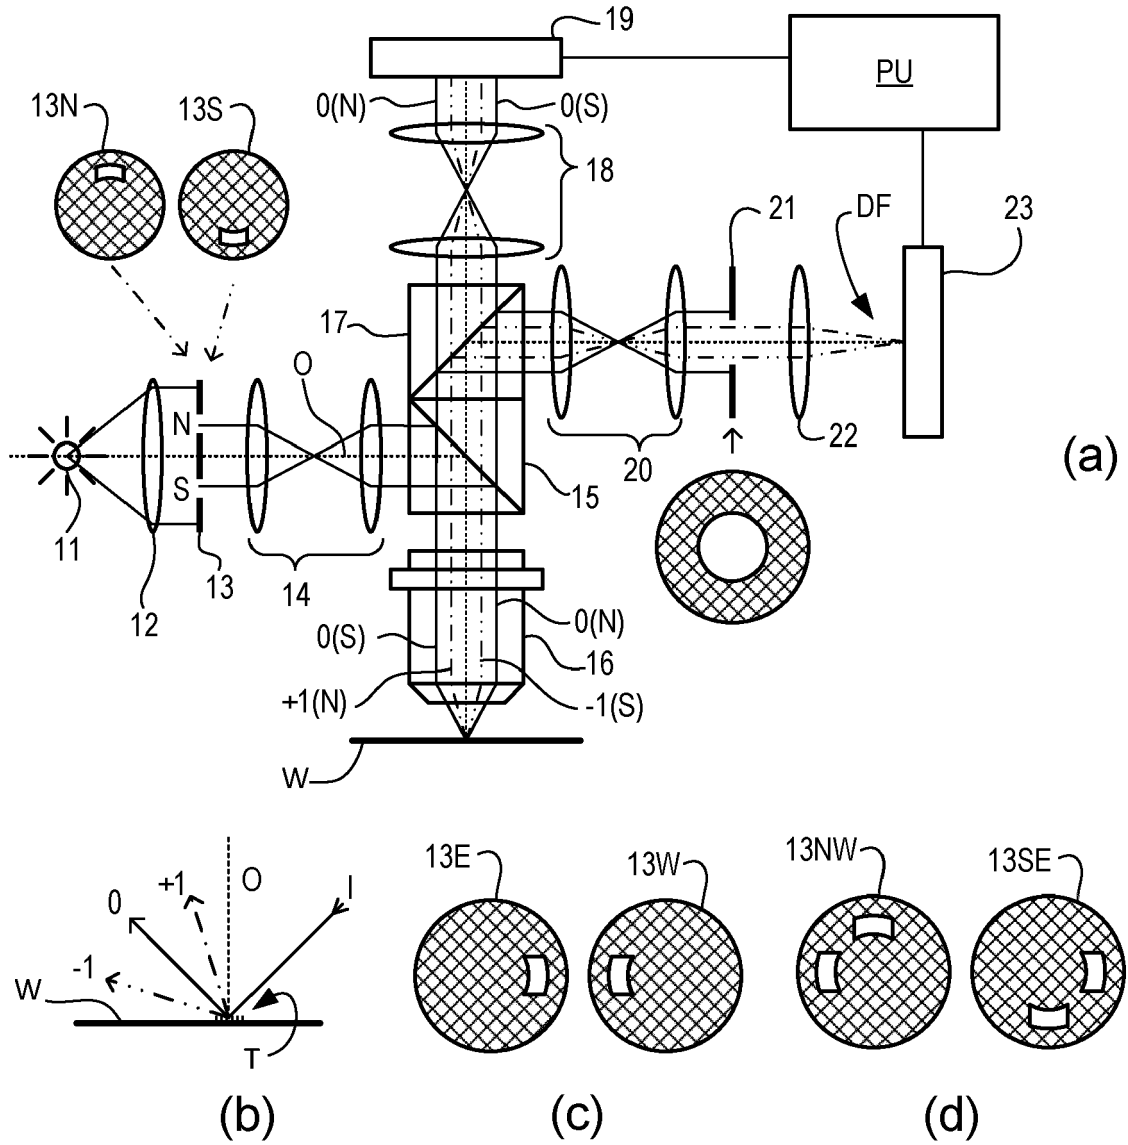 19
PU
13N
13S
0(N)
0(S)
18
21
DF
23
17
O
N
S
22
20
(a)
11
12
13
14
15
0(S)
0(N)
16
+1(N)
-1(S)
W
13E
13W
13NW
13SE
0
+1
O
I
-1
W
T
(b)
(c)
(d)